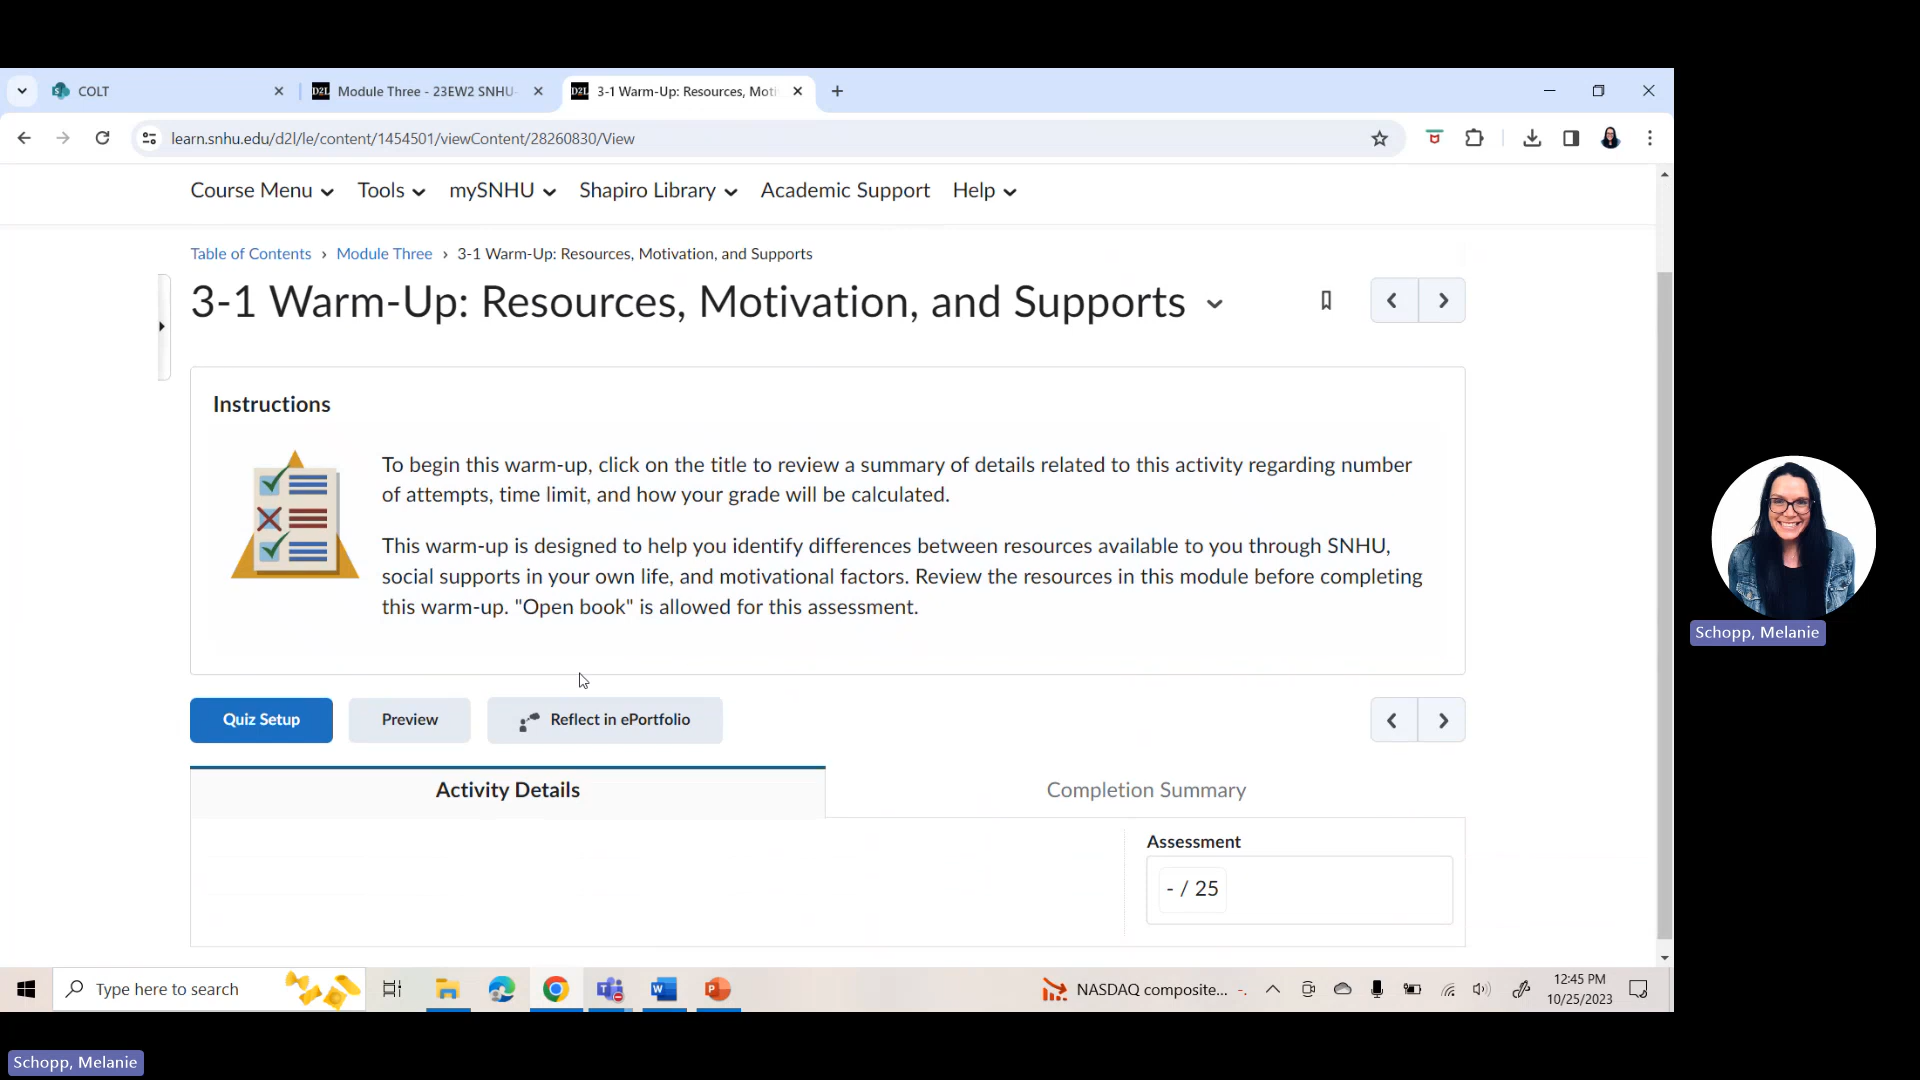 COLT
Module Three - 23EW2 SNHU-
3-1 Warm-Up: Resources, Moti
learn.snhu.edu/d2l/le/content/1454501/viewContent/28260830/View
Course Menu Tools mySNHU Shapiro Library Academic Support Help
Table of Contents › Module Three › 3-1 Warm-Up: Resources, Motivation, and Supports
3-1 Warm-Up: Resources, Motivation, and Supports
Instructions
To begin this warm-up, click on the title to review a summary of details related to this activity regarding number
of attempts, time limit, and how your grade will be calculated.
This warm-up is designed to help you identify differences between resources available to you through SNHU,
social supports in your own life, and motivational factors. Review the resources in this module before completing
this warm-up. "Open book" is allowed for this assessment.
Schopp, Melanie
Quiz Setup Preview Reflect in ePortfolio
Activity Details Completion Summary
Assessment
- / 25
Type here to search
NASDAQ composite... -.
12:45 PM
10/25/2023
Schopp, Melanie